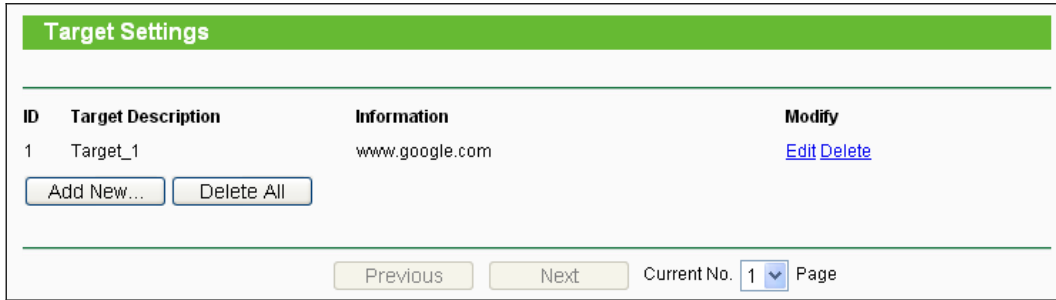 Target Settings
ID Target Description Information Modify
1 Target_1 www.google.com Edit Delete
Add New... Delete All
Previous Next Current No. 1 Page